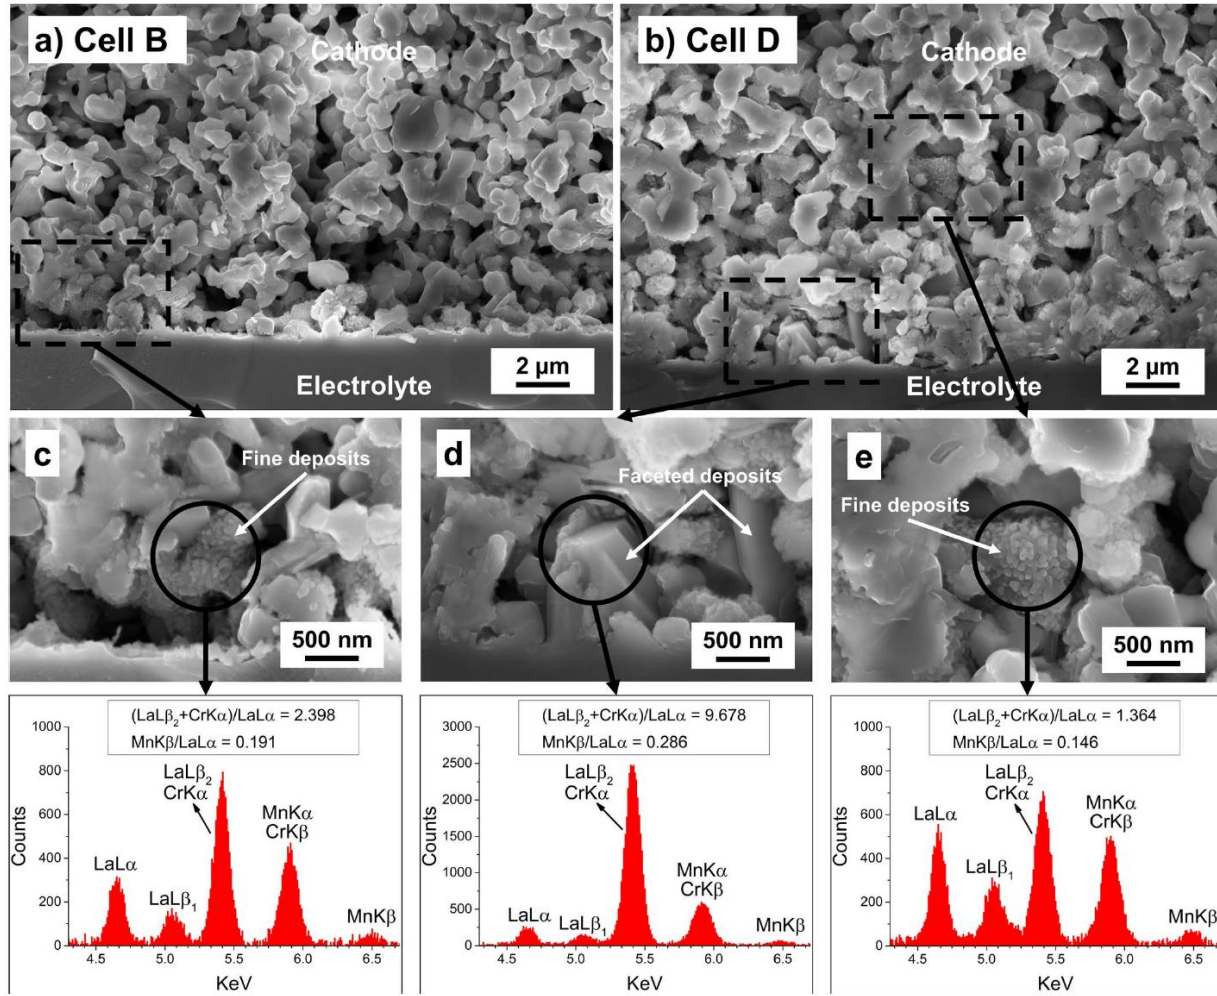 a) Cell B
Cathode
2 µm
Electrolyte
b) Cell D
Cathode
2 µm
Electrolyte
c
Fine deposits
500 nm
d
Faceted deposits
500 nm
e
Fine deposits
500 nm
1000
800
600
400
200
0
Counts
(LaLβ₂+CrKα)/LaLα = 2.398
MnKβ/LaLα = 0.191
LaLα
LaLβ₁
LaLβ₂
CrKα
MnKα
CrKβ
MnKβ
4.5 5.0 5.5 6.0 6.5
KeV
3000
2500
2000
1500
1000
500
0
Counts
(LaLβ₂+CrKα)/LaLα = 9.678
MnKβ/LaLα = 0.286
LaLα
LaLβ₁
LaLβ₂
CrKα
MnKα
CrKβ
MnKβ
4.5 5.0 5.5 6.0 6.5
KeV
1000
800
600
400
200
0
Counts
(LaLβ₂+CrKα)/LaLα = 1.364
MnKβ/LaLα = 0.146
LaLα
LaLβ₁
LaLβ₂
CrKα
MnKα
CrKβ
MnKβ
4.5 5.0 5.5 6.0 6.5
KeV